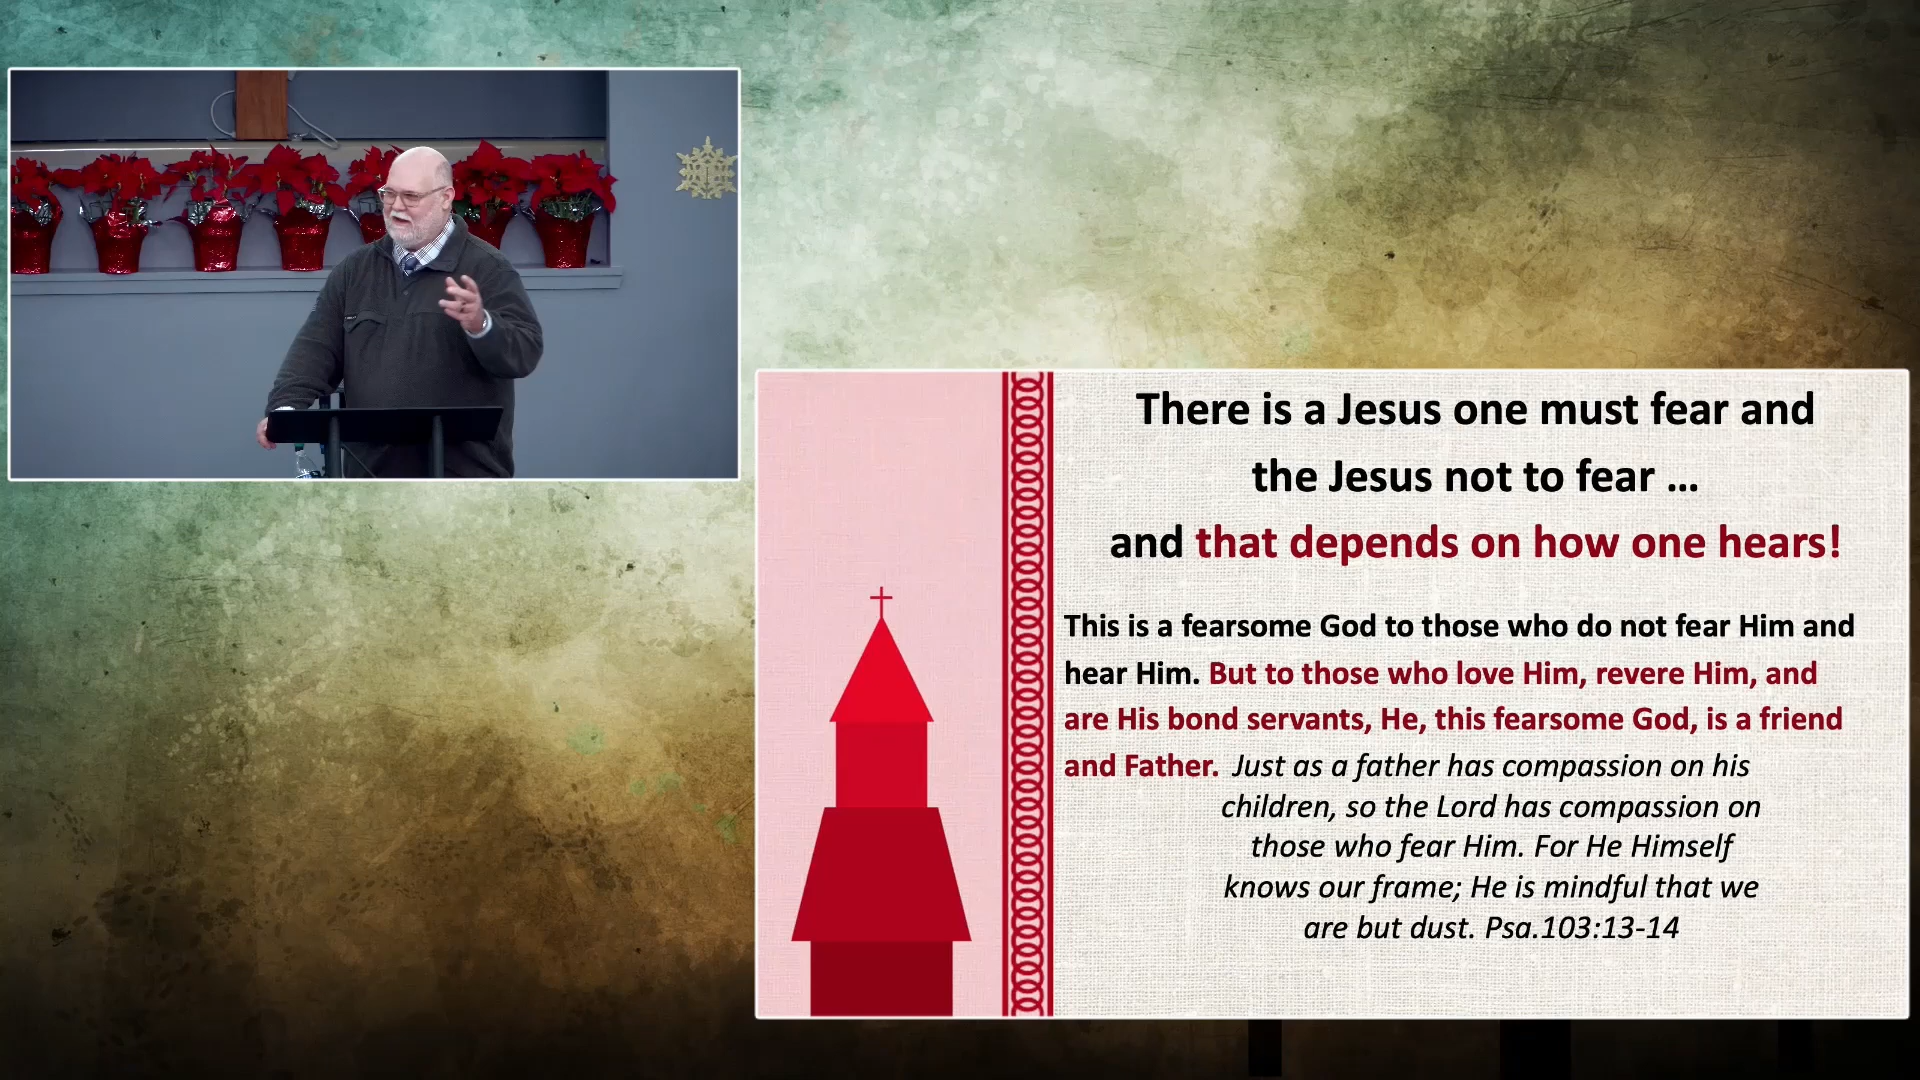 There is a Jesus one must fear and
the Jesus not to fear …
and that depends on how one hears!
This is a fearsome God to those who do not fear Him and
hear Him. But to those who love Him, revere Him, and
are His bond servants, He, this fearsome God, is a friend
and Father. Just as a father has compassion on his
children, so the Lord has compassion on
those who fear Him. For He Himself
knows our frame; He is mindful that we
are but dust. Psa.103:13-14